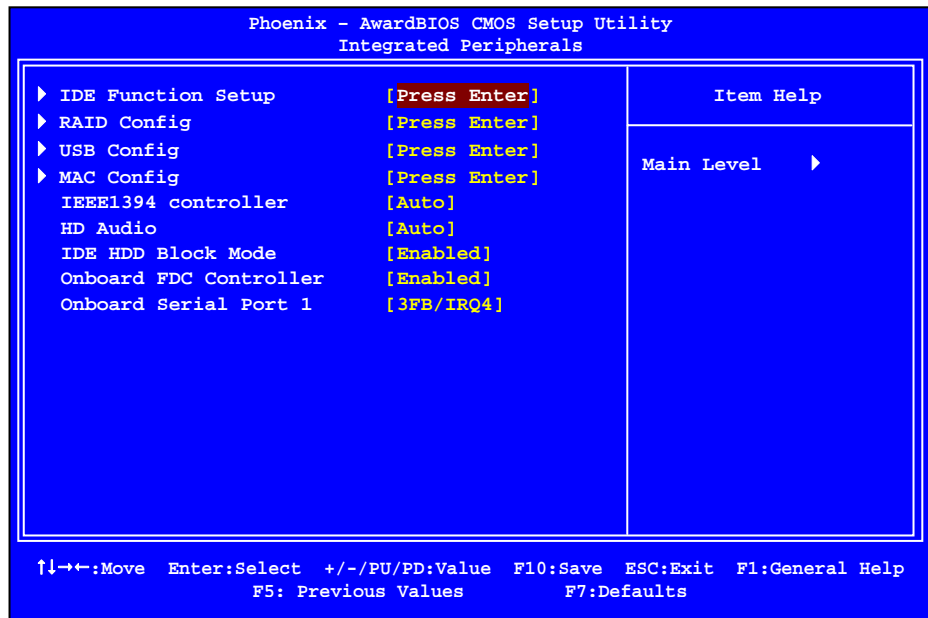 Phoenix – AwardBIOS CMOS Setup Utility
Integrated Peripherals
IDE Function Setup [Press Enter]
RAID Config [Press Enter]
USB Config [Press Enter]
MAC Config [Press Enter]
IEEE1394 controller [Auto]
HD Audio [Auto]
IDE HDD Block Mode [Enabled]
Onboard FDC Controller [Enabled]
Onboard Serial Port 1 [3FB/IRQ4]
Item Help
Main Level
↑↓→←:Move Enter:Select +/-/PU/PD:Value F10:Save ESC:Exit F1:General Help
F5: Previous Values F7:Defaults